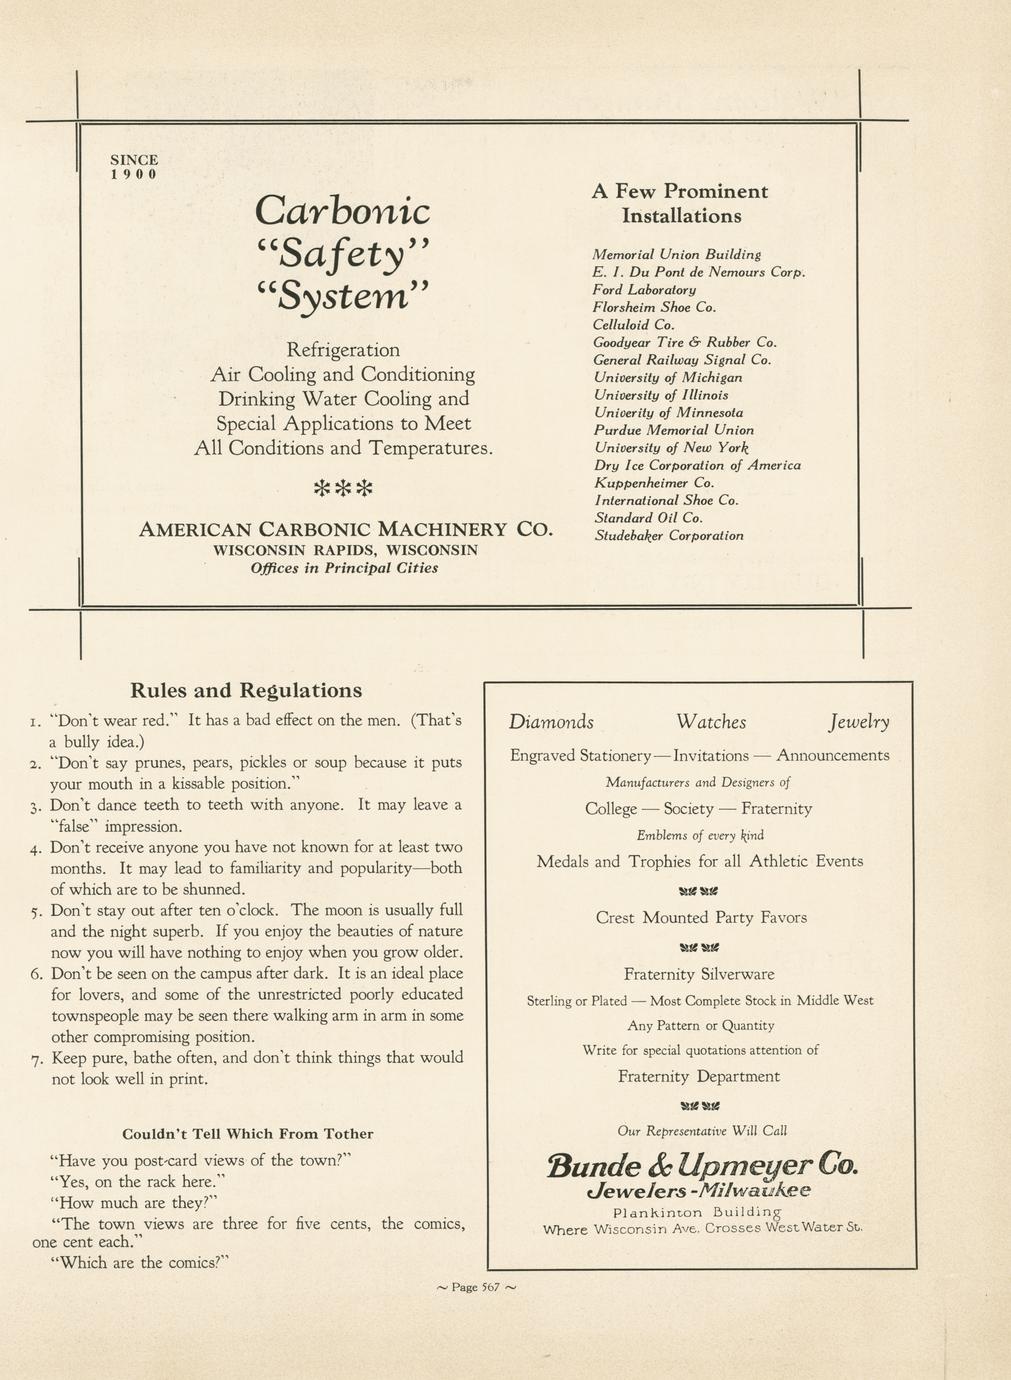 SINCE
1900
Carbonic
“Safety”
“System”
Refrigeration
Air Cooling and Conditioning
Drinking Water Cooling and
Special Applications to Meet
All Conditions and Temperatures.
***
AMERICAN CARBONIC MACHINERY CO.
WISCONSIN RAPIDS, WISCONSIN
Offices in Principal Cities
A Few Prominent
Installations
Memorial Union Building
E. I. Du Pont de Nemours Corp.
Ford Laboratory
Florsheim Shoe Co.
Celluloid Co.
Goodyear Tire & Rubber Co.
General Railway Signal Co.
University of Michigan
University of Illinois
Univerity of Minnesota
Purdue Memorial Union
University of New York
Dry Ice Corporation of America
Kuppenheimer Co.
International Shoe Co.
Standard Oil Co.
Studebaker Corporation
Rules and Regulations
1. “Don't wear red.” It has a bad effect on the men. (That's
a bully idea.)
2. “Don't say prunes, pears, pickles or soup because it puts
your mouth in a kissable position.”
3. Don't dance teeth to teeth with anyone. It may leave a
“false” impression.
4. Don't receive anyone you have not known for at least two
months. It may lead to familiarity and popularity—both
of which are to be shunned.
5. Don't stay out after ten o'clock. The moon is usually full
and the night superb. If you enjoy the beauties of nature
now you will have nothing to enjoy when you grow older.
6. Don't be seen on the campus after dark. It is an ideal place
for lovers, and some of the unrestricted poorly educated
townspeople may be seen there walking arm in arm in some
other compromising position.
7. Keep pure, bathe often, and don't think things that would
not look well in print.
Couldn't Tell Which From Tother
“Have you post-card views of the town?”
“Yes, on the rack here.”
“How much are they?”
“The town views are three for five cents, the comics,
one cent each.”
“Which are the comics?”
Diamonds Watches Jewelry
Engraved Stationery—Invitations — Announcements
Manufacturers and Designers of
College — Society — Fraternity
Emblems of every kind
Medals and Trophies for all Athletic Events
Crest Mounted Party Favors
Fraternity Silverware
Sterling or Plated — Most Complete Stock in Middle West
Any Pattern or Quantity
Write for special quotations attention of
Fraternity Department
Our Representative Will Call
Bunde & Upmeyer Co.
Jewelers - Milwaukee
Plankinton Building
Where Wisconsin Ave. Crosses West Water St.
~ Page 567 ~